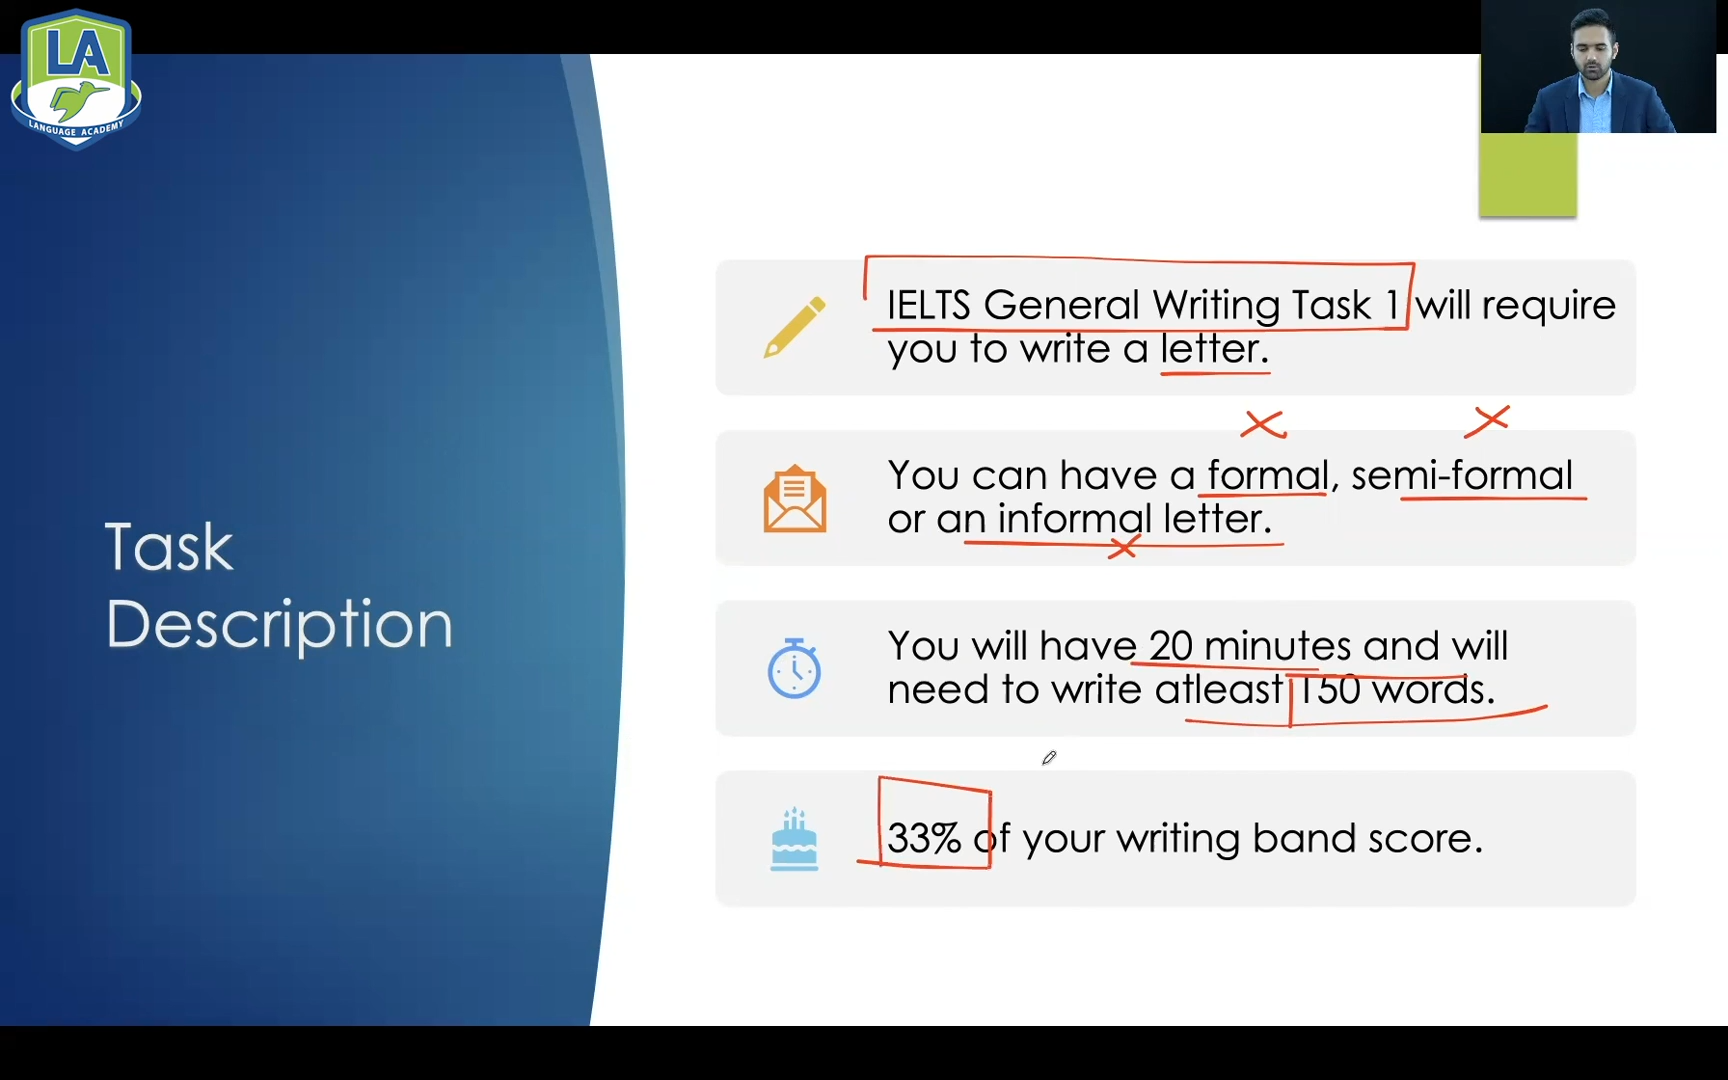 LA
LANGUAGE ACADEMY
Task
Description
IELTS General Writing Task 1 will require
you to write a letter.
You can have a formal, semi-formal
or an informal letter.
You will have 20 minutes and will
need to write atleast 150 words.
33% of your writing band score.